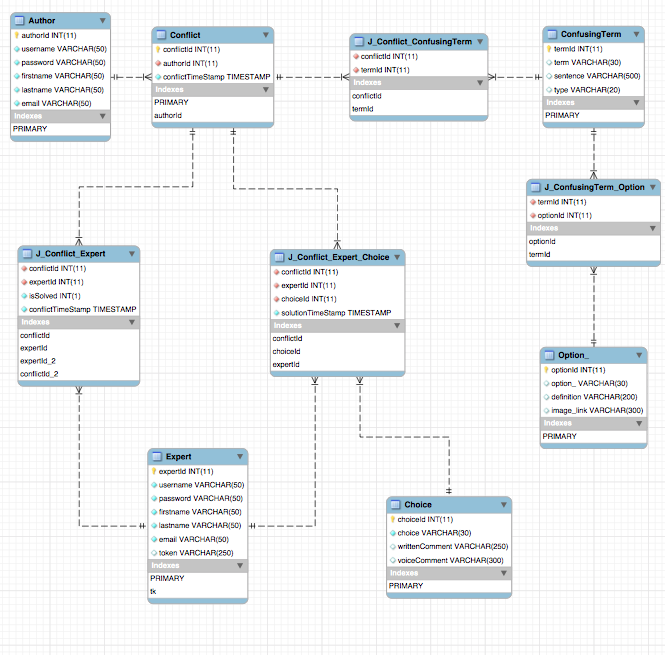 Author
authorId INT(11)
username VARCHAR(50)
password VARCHAR(50)
firstname VARCHAR(50)
lastname VARCHAR(50)
email VARCHAR(50)
Indexes
PRIMARY
Conflict
conflictId INT(11)
authorId INT(11)
conflictTimeStamp TIMESTAMP
Indexes
PRIMARY
authorId
J_Conflict_ConfusingTerm
conflictId INT(11)
termId INT(11)
Indexes
conflictId
termId
ConfusingTerm
termId INT(11)
term VARCHAR(30)
sentence VARCHAR(500)
type VARCHAR(20)
Indexes
PRIMARY
J_ConfusingTerm_Option
termId INT(11)
optionId INT(11)
Indexes
optionId
termId
J_Conflict_Expert
conflictId INT(11)
expertId INT(11)
isSolved INT(1)
conflictTimeStamp TIMESTAMP
Indexes
conflictId
expertId
expertId_2
conflictId_2
J_Conflict_Expert_Choice
conflictId INT(11)
expertId INT(11)
choiceId INT(11)
solutionTimeStamp TIMESTAMP
Indexes
conflictId
choiceId
expertId
Option_
optionId INT(11)
option_ VARCHAR(30)
definition VARCHAR(200)
image_link VARCHAR(300)
Indexes
PRIMARY
Expert
expertId INT(11)
username VARCHAR(50)
password VARCHAR(50)
firstname VARCHAR(50)
lastname VARCHAR(50)
email VARCHAR(50)
token VARCHAR(250)
Indexes
PRIMARY
tk
Choice
choiceId INT(11)
choice VARCHAR(30)
writtenComment VARCHAR(250)
voiceComment VARCHAR(300)
Indexes
PRIMARY